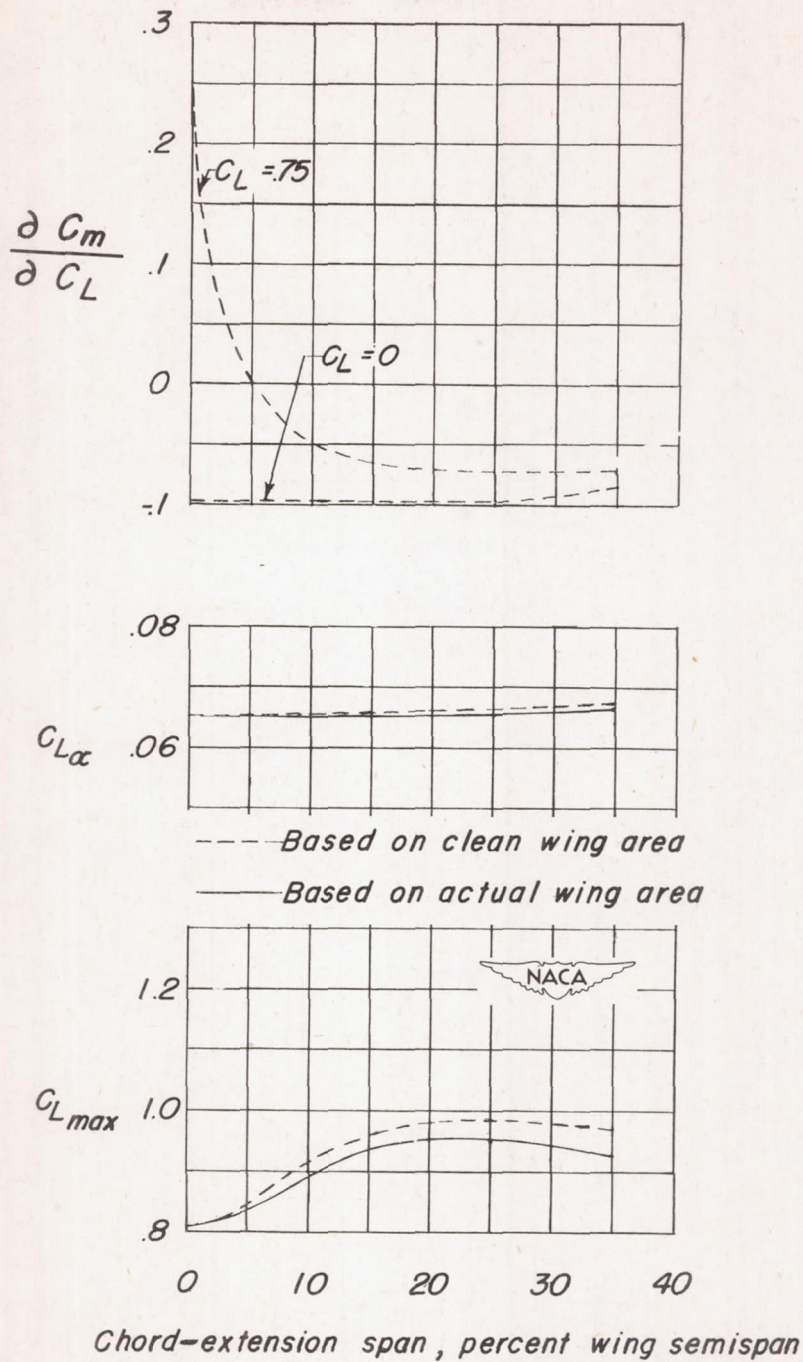 .3
.2
C_L = .75
∂ C_m
∂ C_L
.1
C_L = 0
0
-.1
.08
C_Lα .06
Based on clean wing area
Based on actual wing area
NACA
1.2
C_Lmax 1.0
.8
0 10 20 30 40
Chord-extension span, percent wing semispan